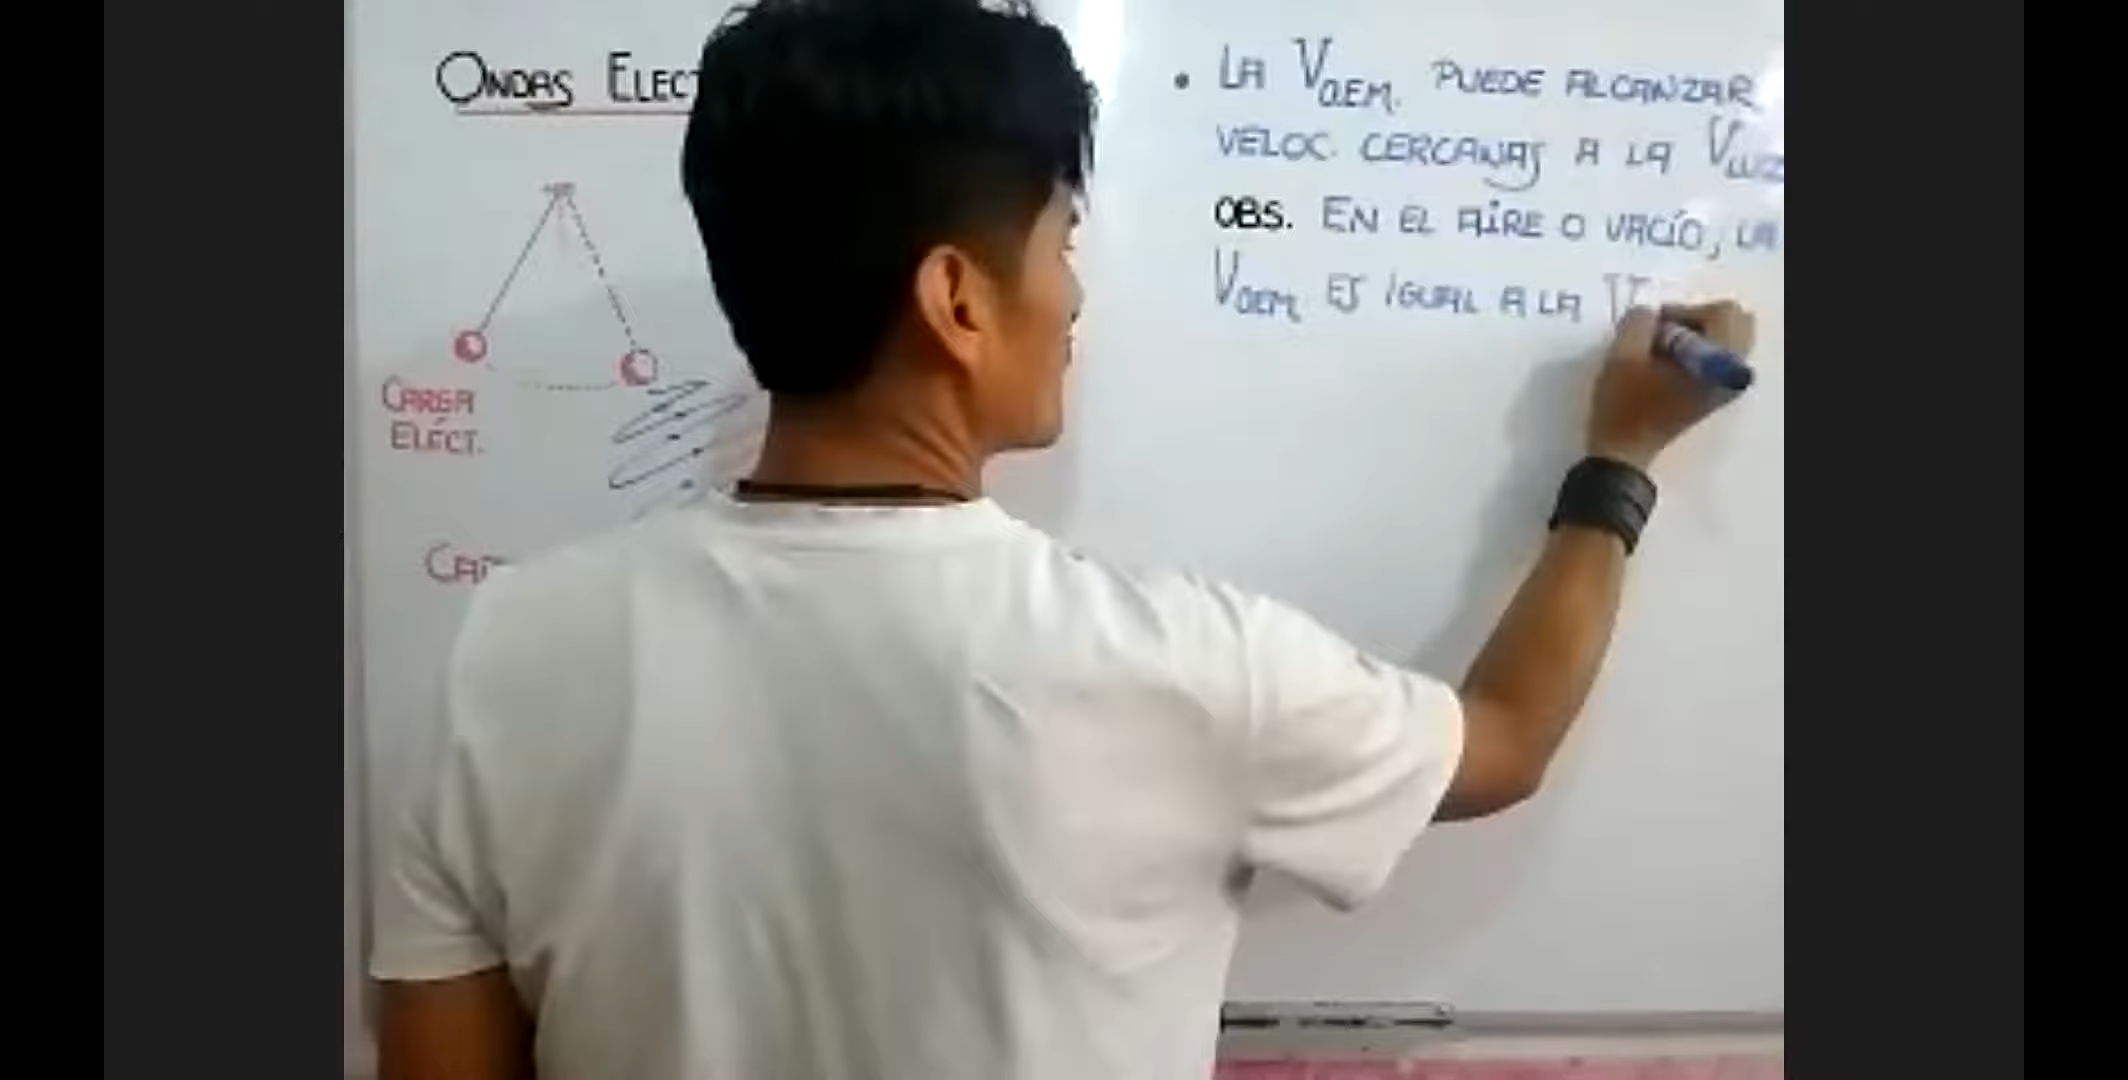 ONDAS ELECT
CARGA
ELÉCT.
• LA VOEM. PUEDE ALCANZAR
VELOC. CERCANAS A LA VLUZ
OBS. EN EL AIRE O VACÍO, LA
VOEM ES IGUAL A LA V